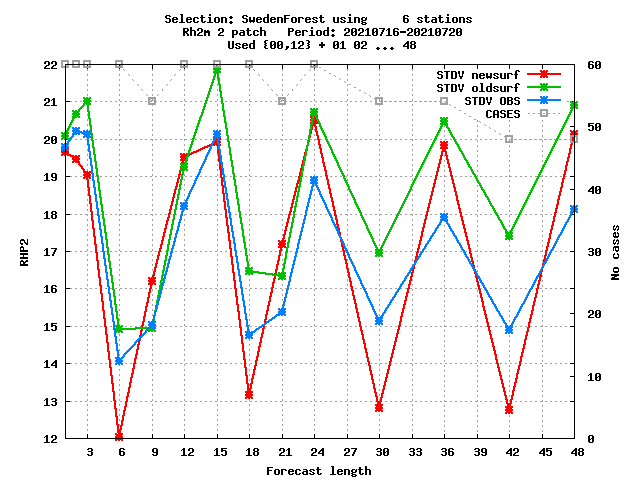 Selection: SwedenForest using     6 stations
Rh2m 2 patch   Period: 20210716-20210720
Used {00,12} + 01 02 ... 48
STDV newsurf
STDV oldsurf
STDV OBS
CASES
22
21
20
19
18
17
16
15
14
13
12
RHP2
60
50
40
30
20
10
0
No cases
3 6 9 12 15 18 21 24 27 30 33 36 39 42 45 48
Forecast length